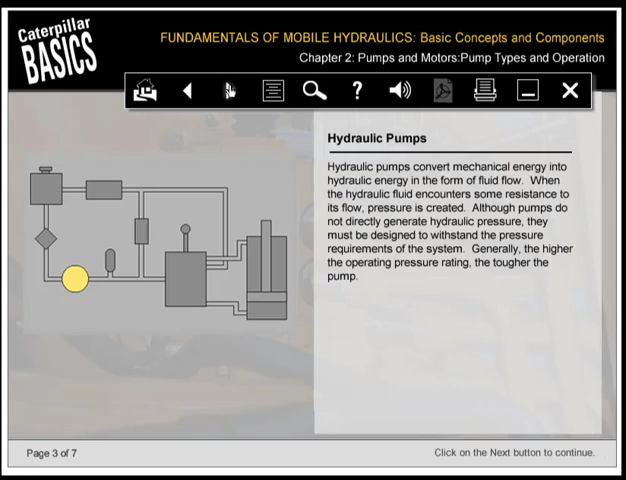 Caterpillar
BASICS
FUNDAMENTALS OF MOBILE HYDRAULICS: Basic Concepts and Components
Chapter 2: Pumps and Motors:Pump Types and Operation
?
Hydraulic Pumps
Hydraulic pumps convert mechanical energy into
hydraulic energy in the form of fluid flow. When
the hydraulic fluid encounters some resistance to
its flow, pressure is created. Although pumps do
not directly generate hydraulic pressure, they
must be designed to withstand the pressure
requirements of the system. Generally, the higher
the operating pressure rating, the tougher the
pump.
Page 3 of 7
Click on the Next button to continue.